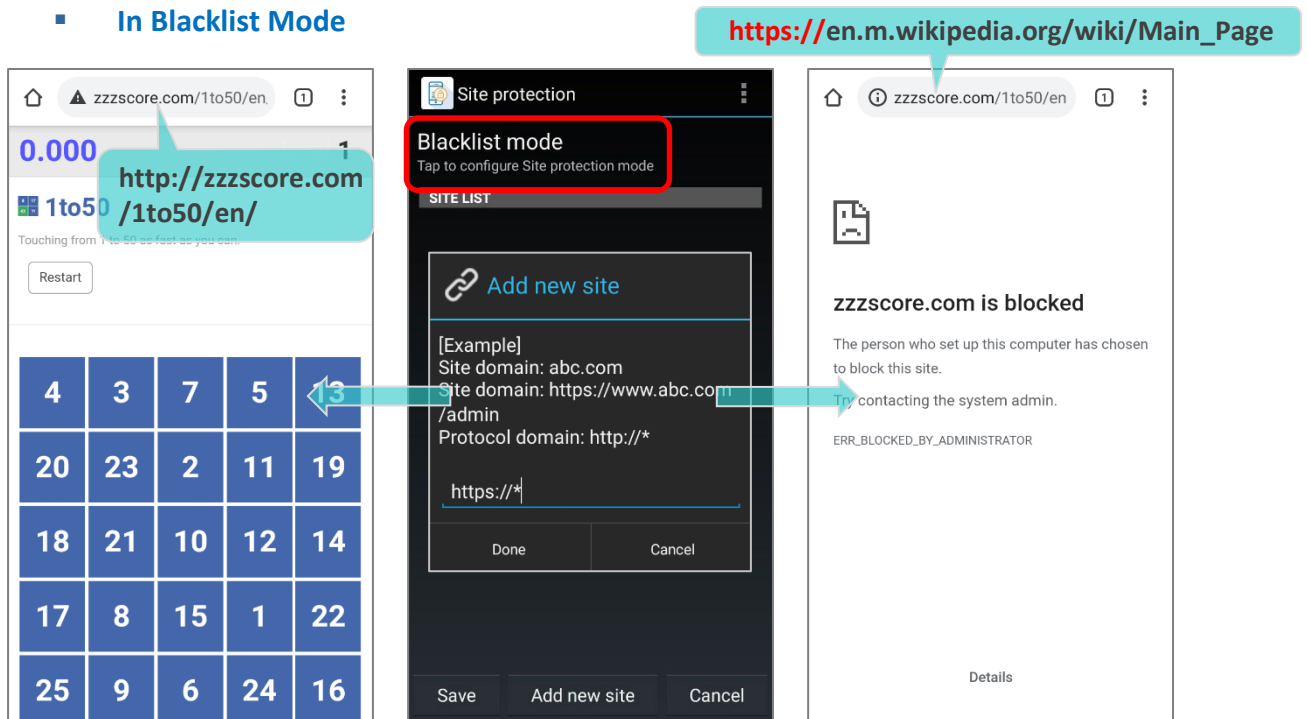 ▪ In Blacklist Mode
https://en.m.wikipedia.org/wiki/Main_Page
zzzscore.com/1to50/en 1
0.000 1
http://zzzscore.com
/1to50/en/
1to50
Touching from 1 to 50 as fast as you can.
Restart
4 3 7 5 13
20 23 2 11 19
18 21 10 12 14
17 8 15 1 22
25 9 6 24 16
Site protection
Blacklist mode
Tap to configure Site protection mode
SITE LIST
Add new site
[Example]
Site domain: abc.com
Site domain: https://www.abc.com
/admin
Protocol domain: http://*
https://*
Done Cancel
Save Add new site Cancel
zzzscore.com/1to50/en 1
zzzscore.com is blocked
The person who set up this computer has chosen
to block this site.
Try contacting the system admin.
ERR_BLOCKED_BY_ADMINISTRATOR
Details